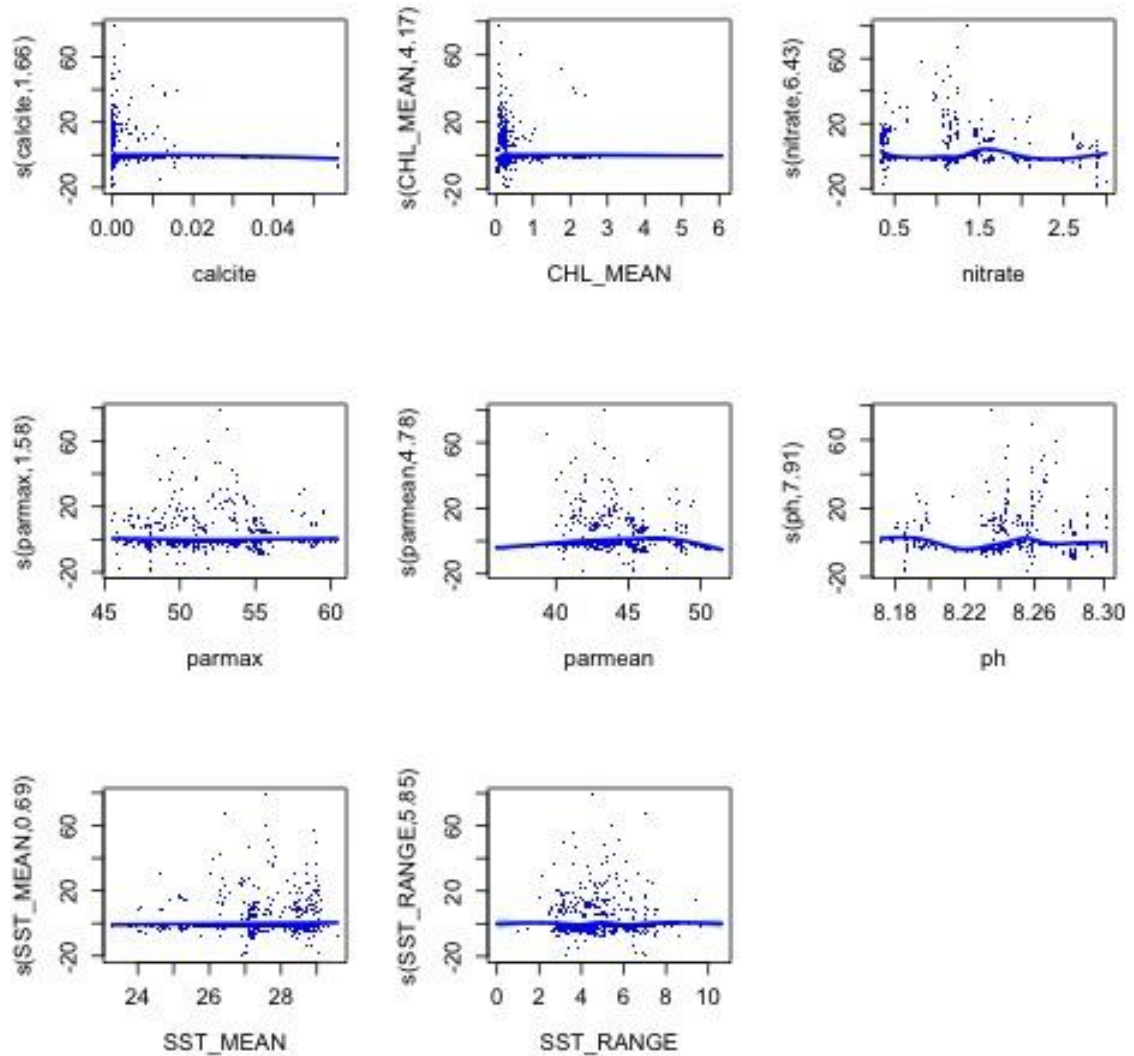 s(calcite,1.66)
60
20
-20
0.00 0.02 0.04
calcite
s(CHL_MEAN,4.17)
60
20
-20
0 1 2 3 4 5 6
CHL_MEAN
s(nitrate,6.43)
60
20
-20
0.5 1.5 2.5
nitrate
s(parmax,1.58)
60
20
-20
45 50 55 60
parmax
s(parmean,4.78)
60
20
-20
40 45 50
parmean
s(ph,7.91)
60
20
-20
8.18 8.22 8.26 8.30
ph
s(SST_MEAN,0.69)
60
20
-20
24 26 28
SST_MEAN
s(SST_RANGE,5.85)
60
20
-20
0 2 4 6 8 10
SST_RANGE